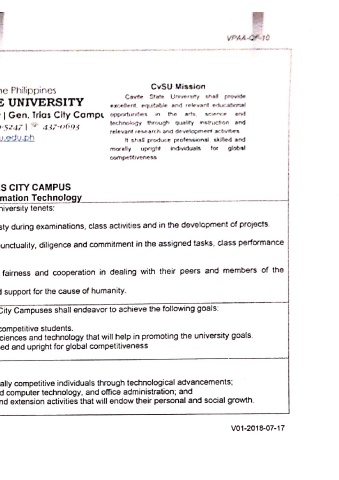 VPAA-QF-10
he Philippines
E UNIVERSITY
| Gen. Trias City Campu
-5247 | 437-0693
u.edu.ph
CvSU Mission
Cavite State University shall provide
excellent, equitable and relevant educational
opportunities in the arts, science and
technology through quality instruction and
relevant research and development activities.
It shall produce professional, skilled and
morally upright individuals for global
competitiveness
S CITY CAMPUS
mation Technology
niversity tenets:
sty during examinations, class activities and in the development of projects.
punctuality, diligence and commitment in the assigned tasks, class performance
fairness and cooperation in dealing with their peers and members of the
d support for the cause of humanity.
City Campuses shall endeavor to achieve the following goals:
competitive students.
ciences and technology that will help in promoting the university goals.
ed and upright for global competitiveness
ally competitive individuals through technological advancements;
d computer technology, and office administration; and
nd extension activities that will endow their personal and social growth.
V01-2018-07-17